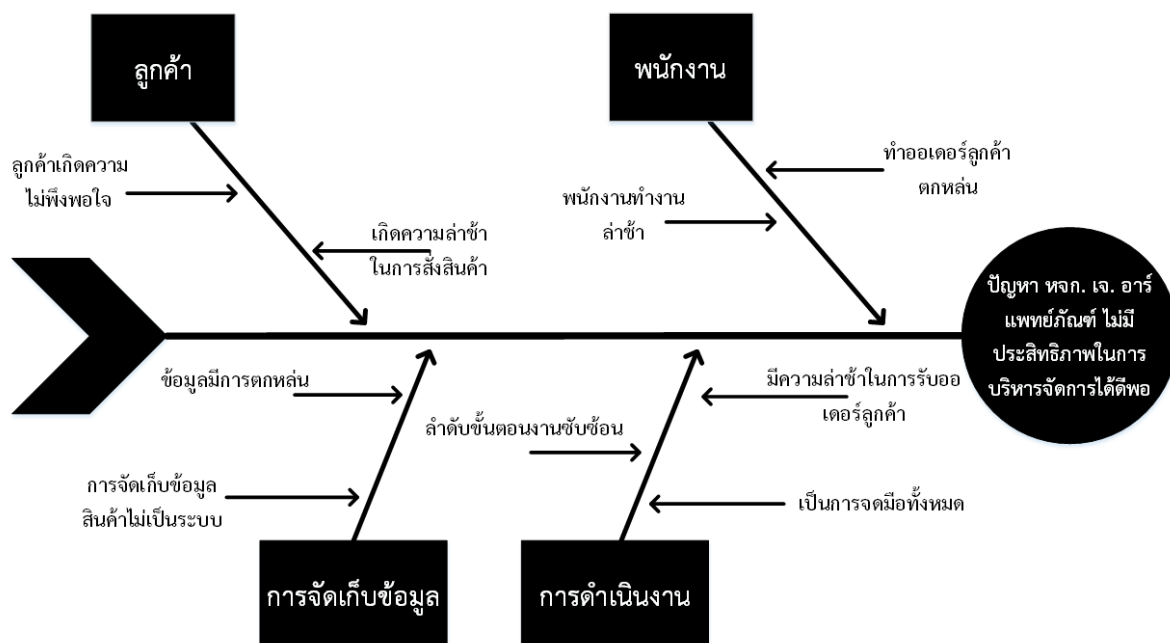 ลูกค้า
พนักงาน
ลูกค้าเกิดความ
ไม่พึงพอใจ
เกิดความล่าช้า
ในการสั่งสินค้า
ทำออเดอร์ลูกค้า
ตกหล่น
พนักงานทำงาน
ล่าช้า
ปัญหา หจก. เจ. อาร์
แพทย์ภัณฑ์ ไม่มี
ประสิทธิภาพในการ
บริหารจัดการได้ดีพอ
ข้อมูลมีการตกหล่น
การจัดเก็บข้อมูล
สินค้าไม่เป็นระบบ
ลำดับขั้นตอนงานซับซ้อน
มีความล่าช้าในการรับออ
เดอร์ลูกค้า
เป็นการจดมือทั้งหมด
การจัดเก็บข้อมูล
การดำเนินงาน